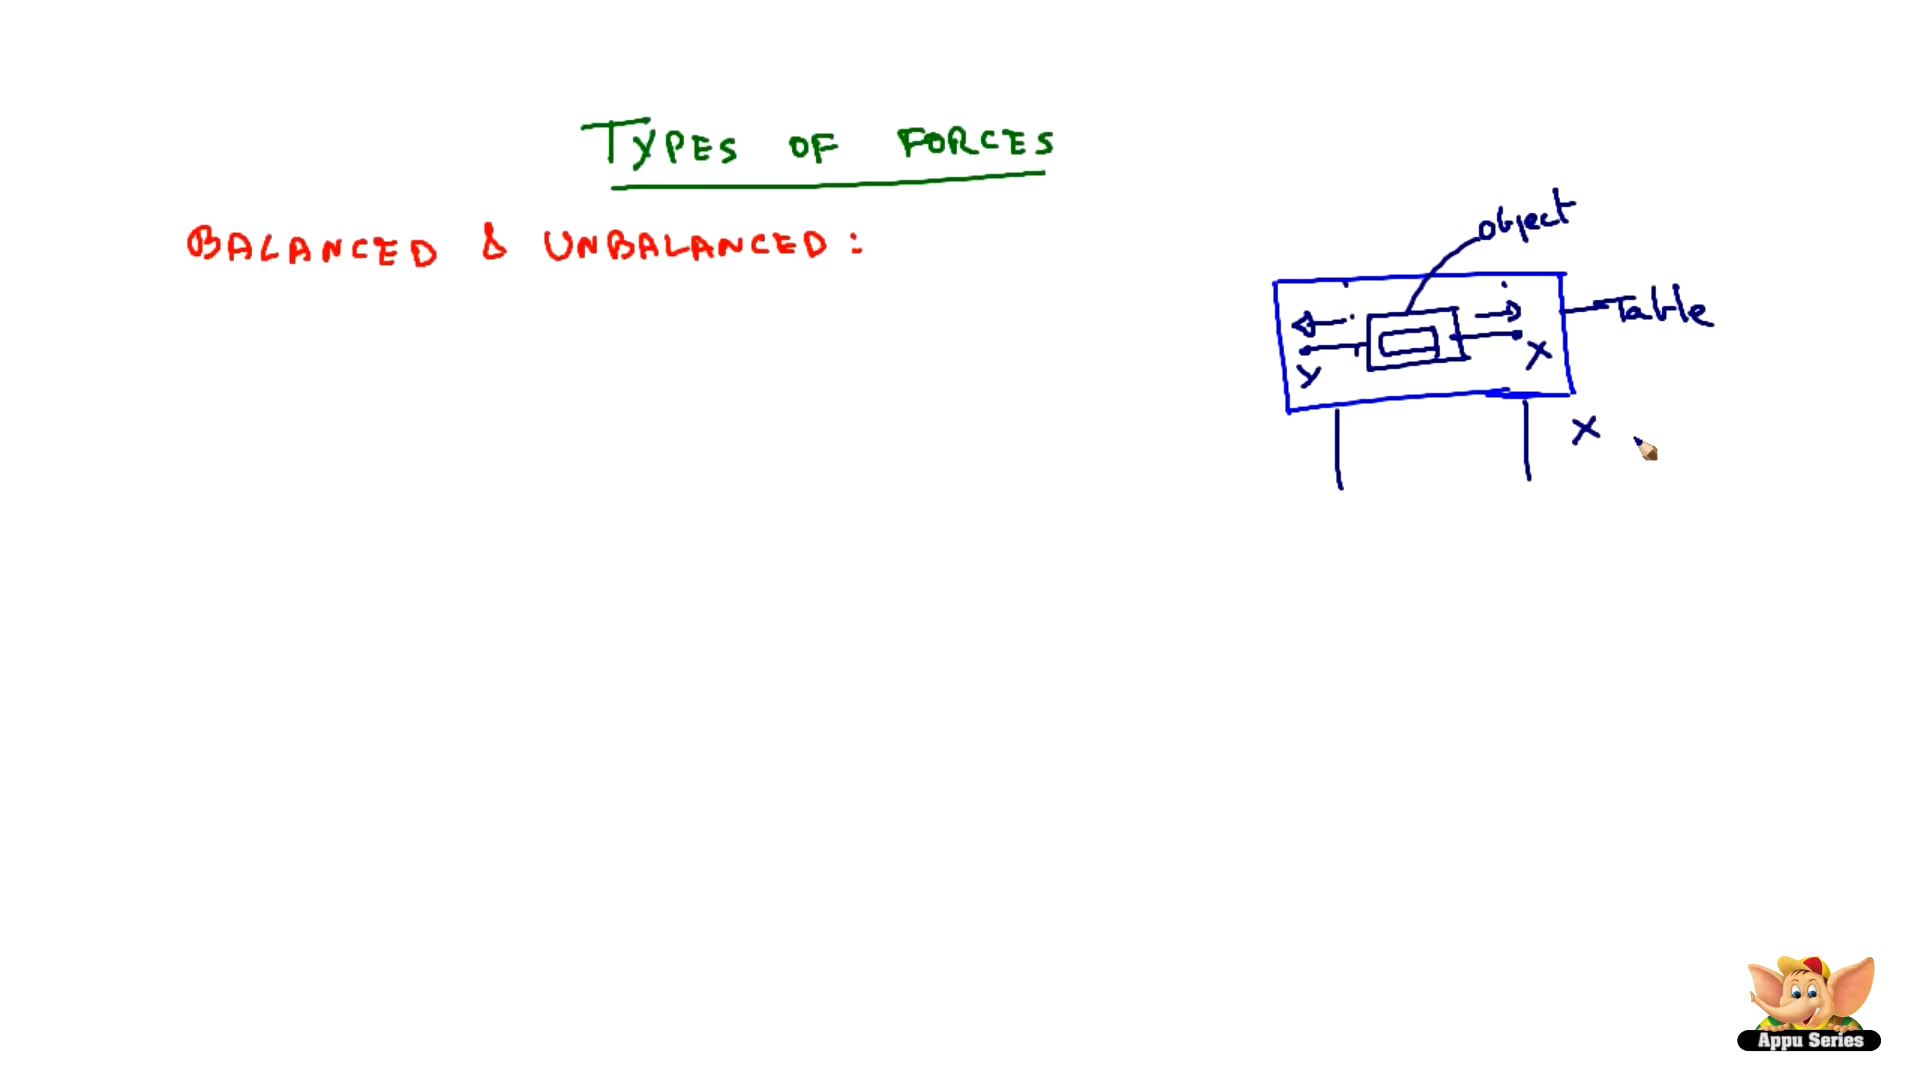 TYPES OF FORCES
BALANCED & UNBALANCED :
object
Table
X
Y
X
Appu Series